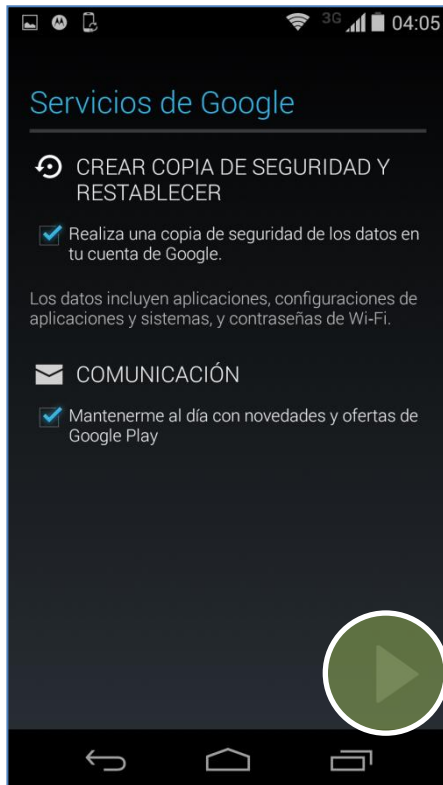 3G 04:05
Servicios de Google
CREAR COPIA DE SEGURIDAD Y
RESTABLECER
Realiza una copia de seguridad de los datos en
tu cuenta de Google.
Los datos incluyen aplicaciones, configuraciones de
aplicaciones y sistemas, y contraseñas de Wi-Fi.
COMUNICACIÓN
Mantenerme al día con novedades y ofertas de
Google Play